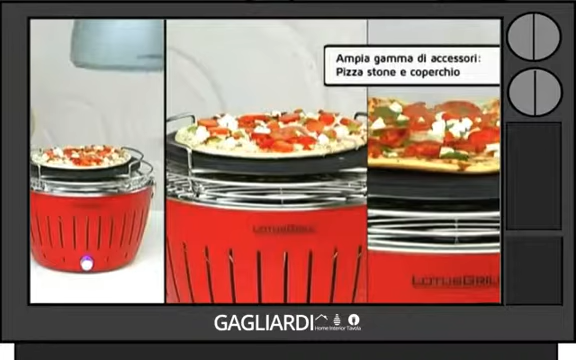 Ampia gamma di accessori:
Pizza stone e coperchio
LOTUSGRILL
LOTUSGRILL
GAGLIARDI
Home Interior Tavola